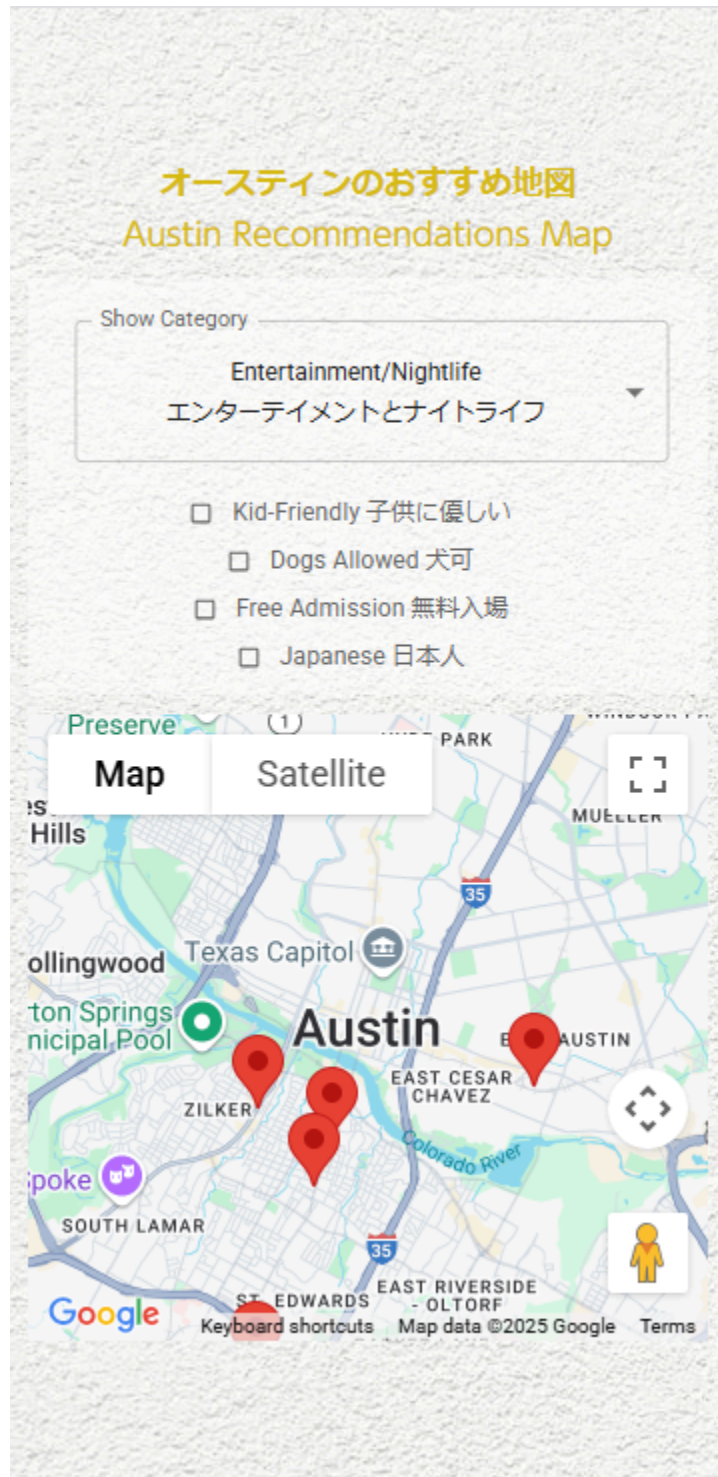 オースティンのおすすめ地図
Austin Recommendations Map
Show Category
Entertainment/Nightlife
エンターテイメントとナイトライフ
Kid-Friendly 子供に優しい
Dogs Allowed 犬可
Free Admission 無料入場
Japanese 日本人
Preserve
1
PARK
Map
Satellite
MUELLER
Hills
35
Texas Capitol
ollingwood
rton Springs
nicipal Pool
Austin
AUSTIN
EAST CESAR
CHAVEZ
ZILKER
Colorado River
Spoke
SOUTH LAMAR
35
EAST RIVERSIDE
- OLTORF
ST. EDWARDS
Google
Keyboard shortcuts
Map data ©2025 Google
Terms